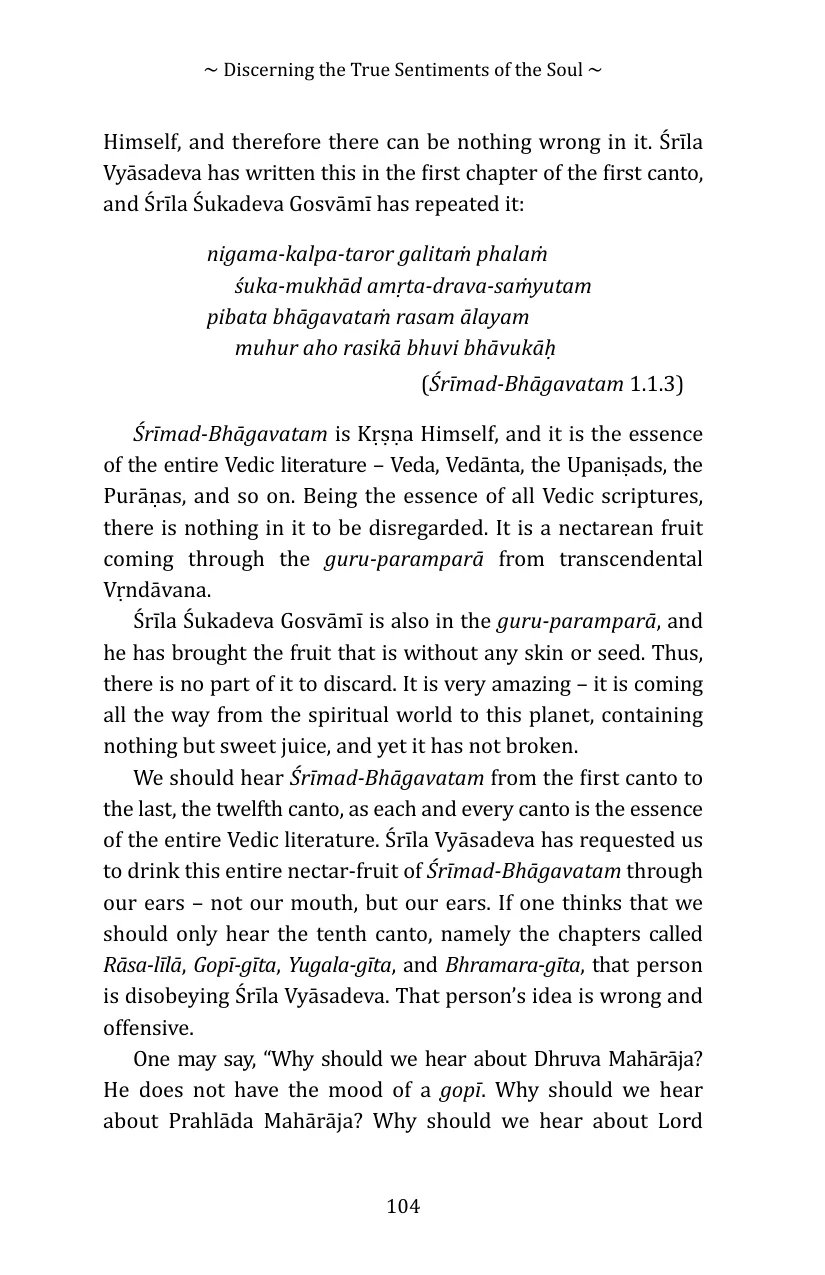 ~ Discerning the True Sentiments of the Soul ~
Himself, and therefore there can be nothing wrong in it. Śrīla
Vyāsadeva has written this in the first chapter of the first canto,
and Śrīla Śukadeva Gosvāmī has repeated it:
nigama-kalpa-taror galitaṁ phalaṁ
śuka-mukhād amṛta-drava-saṁyutam
pibata bhāgavataṁ rasam ālayam
muhur aho rasikā bhuvi bhāvukāḥ
(Śrīmad-Bhāgavatam 1.1.3)
Śrīmad-Bhāgavatam is Kṛṣṇa Himself, and it is the essence
of the entire Vedic literature – Veda, Vedānta, the Upaniṣads, the
Purāṇas, and so on. Being the essence of all Vedic scriptures,
there is nothing in it to be disregarded. It is a nectarean fruit
coming through the guru-paramparā from transcendental
Vṛndāvana.
Śrīla Śukadeva Gosvāmī is also in the guru-paramparā, and
he has brought the fruit that is without any skin or seed. Thus,
there is no part of it to discard. It is very amazing – it is coming
all the way from the spiritual world to this planet, containing
nothing but sweet juice, and yet it has not broken.
We should hear Śrīmad-Bhāgavatam from the first canto to
the last, the twelfth canto, as each and every canto is the essence
of the entire Vedic literature. Śrīla Vyāsadeva has requested us
to drink this entire nectar-fruit of Śrīmad-Bhāgavatam through
our ears – not our mouth, but our ears. If one thinks that we
should only hear the tenth canto, namely the chapters called
Rāsa-līlā, Gopī-gīta, Yugala-gīta, and Bhramara-gīta, that person
is disobeying Śrīla Vyāsadeva. That person’s idea is wrong and
offensive.
One may say, “Why should we hear about Dhruva Mahārāja?
He does not have the mood of a gopī. Why should we hear
about Prahlāda Mahārāja? Why should we hear about Lord
104